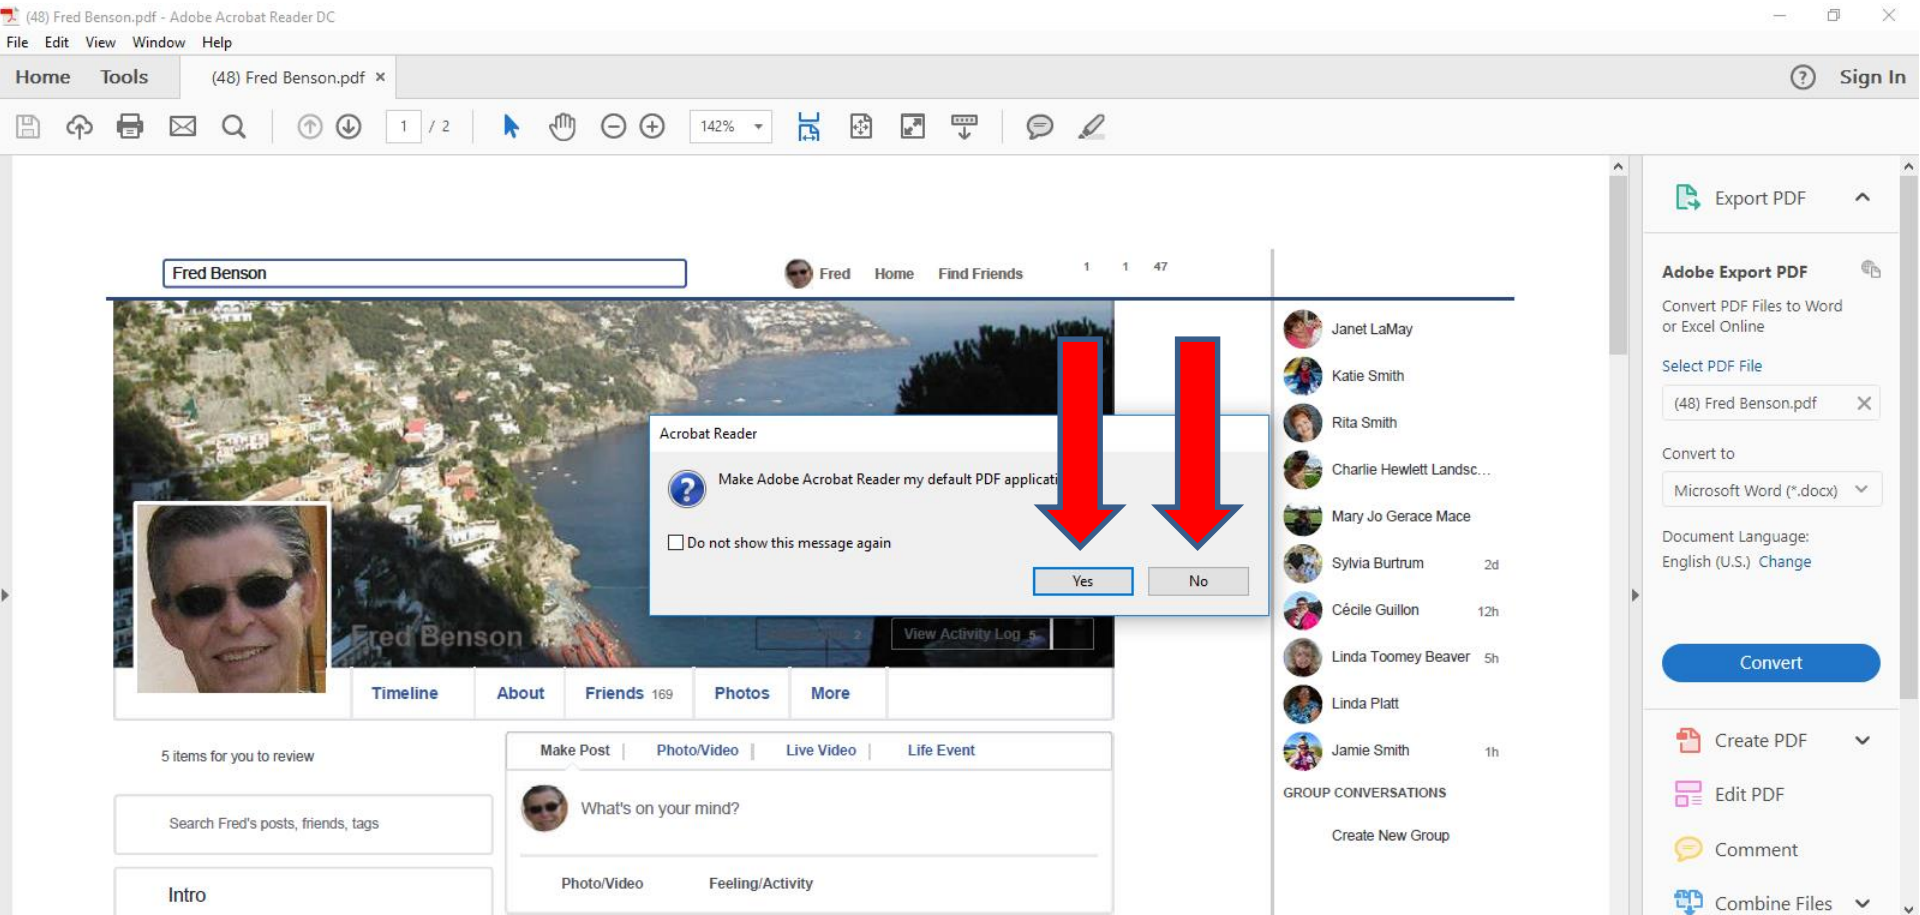 (48) Fred Benson.pdf - Adobe Acrobat Reader DC
File Edit View Window Help
Home Tools (48) Fred Benson.pdf × Sign In
1 / 2 142%
Fred Benson
Fred Home Find Friends 1 1 47
Janet LaMay
Katie Smith
Rita Smith
Charlie Hewlett Landsc...
Mary Jo Gerace Mace
Sylvia Burtrum 2d
Cécile Guillon 12h
Linda Toomey Beaver 5h
Linda Platt
Jamie Smith 1h
GROUP CONVERSATIONS
Create New Group
Acrobat Reader
Make Adobe Acrobat Reader my default PDF applicati
Do not show this message again
Yes No
Fred Benson
2 View Activity Log 5
Timeline About Friends 169 Photos More
5 items for you to review
Search Fred's posts, friends, tags
Intro
Make Post Photo/Video Live Video Life Event
What's on your mind?
Photo/Video Feeling/Activity
Export PDF
Adobe Export PDF
Convert PDF Files to Word
or Excel Online
Select PDF File
(48) Fred Benson.pdf
Convert to
Microsoft Word (*.docx)
Document Language:
English (U.S.) Change
Convert
Create PDF
Edit PDF
Comment
Combine Files